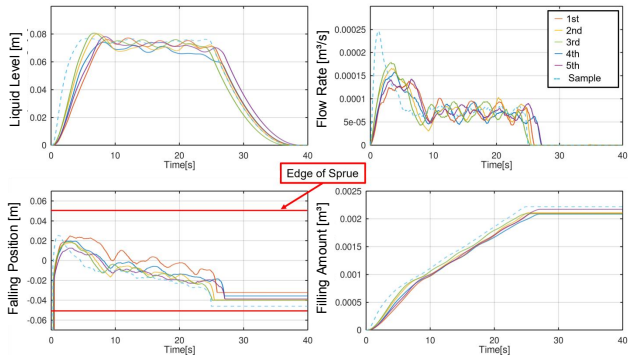 Liquid Level [m]
0.08
0.06
0.04
0.02
0
0
10
20
30
40
Time[s]
Flow Rate [m³/s]
0.00025
0.0002
0.00015
0.0001
5e-05
0
0
10
20
30
40
Time[s]
1st
2nd
3rd
4th
5th
Sample
Edge of Sprue
Falling Position [m]
0.06
0.04
0.02
0
-0.02
-0.04
-0.06
0
10
20
30
40
Time[s]
Filling Amount [m³]
0.0025
0.002
0.0015
0.001
0.0005
0
0
10
20
30
40
Time[s]